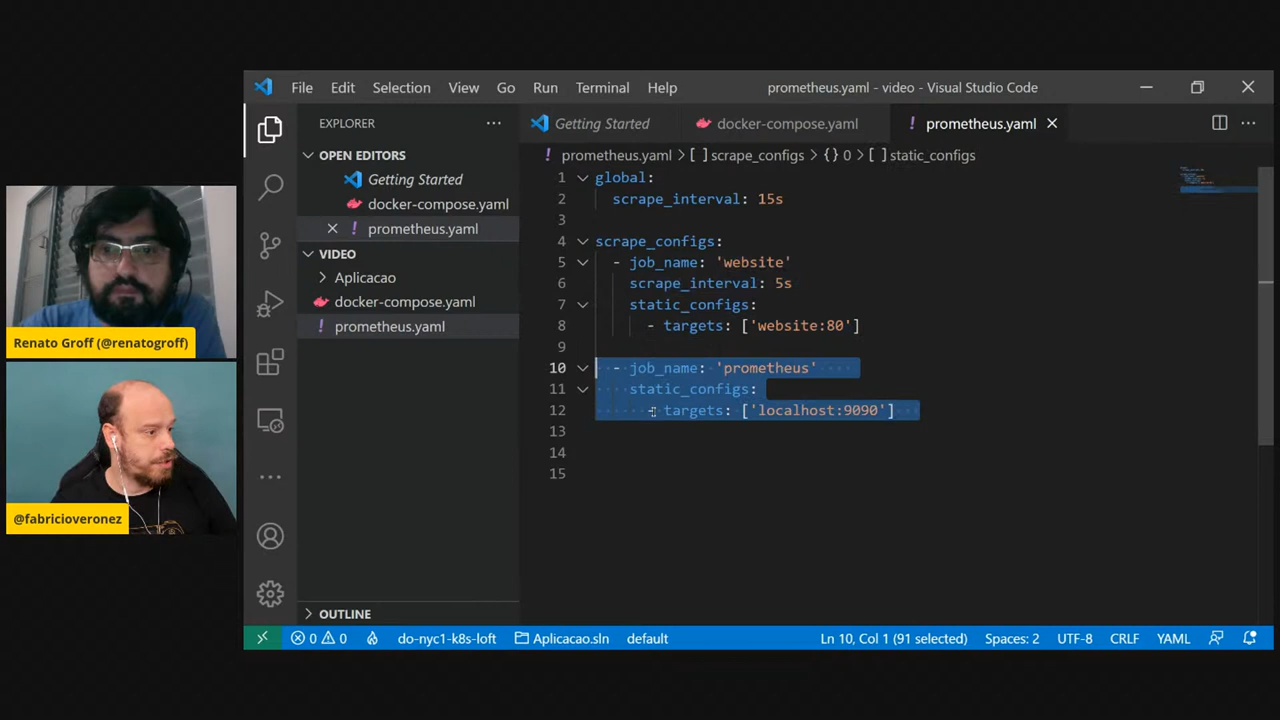 File Edit Selection View Go Run Terminal Help
prometheus.yaml - video - Visual Studio Code
EXPLORER
Getting Started
docker-compose.yaml
prometheus.yaml
OPEN EDITORS
Getting Started
docker-compose.yaml
prometheus.yaml
VIDEO
Aplicacao
docker-compose.yaml
prometheus.yaml
OUTLINE
prometheus.yaml > [ ] scrape_configs > {} 0 > [ ] static_configs
1 global:
2 scrape_interval: 15s
3
4 scrape_configs:
5 - job_name: 'website'
6 scrape_interval: 5s
7 static_configs:
8 - targets: ['website:80']
9
10 - job_name: 'prometheus'
11 static_configs:
12 - targets: ['localhost:9090']
13
14
15
Renato Groff (@renatogroff)
@fabricioveronez
0 0 do-nyc1-k8s-loft Aplicacao.sln default Ln 10, Col 1 (91 selected) Spaces: 2 UTF-8 CRLF YAML